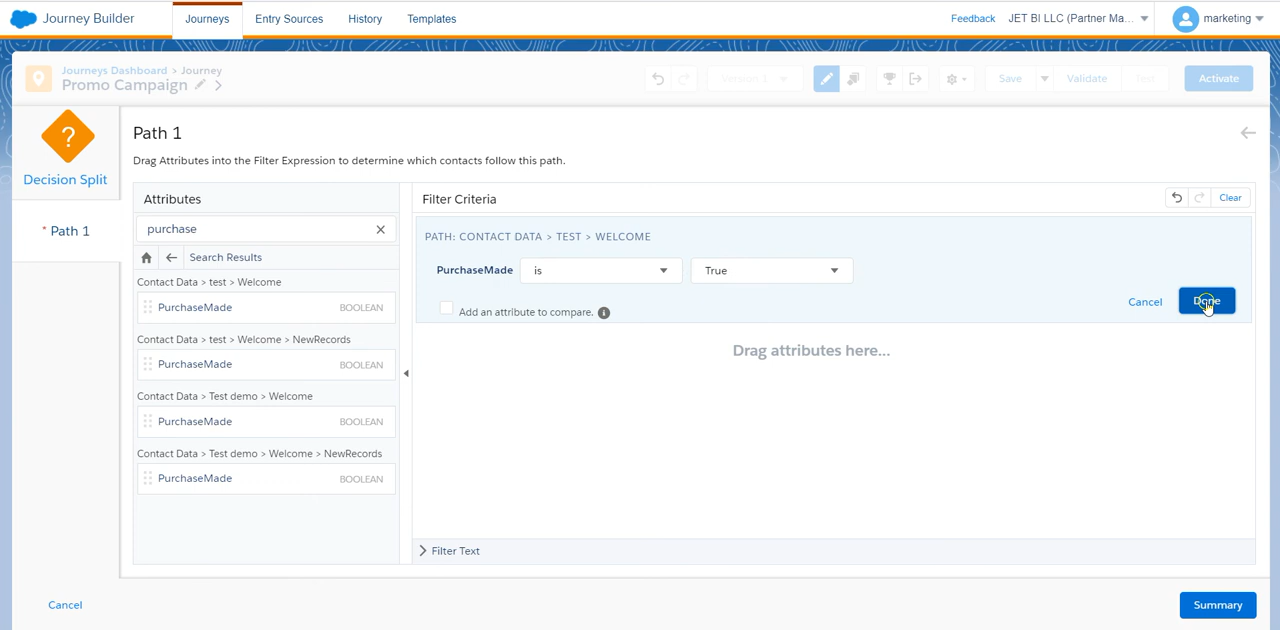 Journey Builder
Journeys
Entry Sources
History
Templates
Feedback
JET BI LLC (Partner Ma...
marketing
Journeys Dashboard > Journey
Promo Campaign
Version 1
Save
Validate
Test
Activate
?
Decision Split
* Path 1
Path 1
Drag Attributes into the Filter Expression to determine which contacts follow this path.
Attributes
purchase
Search Results
Contact Data > test > Welcome
PurchaseMade BOOLEAN
Contact Data > test > Welcome > NewRecords
PurchaseMade BOOLEAN
Contact Data > Test demo > Welcome
PurchaseMade BOOLEAN
Contact Data > Test demo > Welcome > NewRecords
PurchaseMade BOOLEAN
Filter Criteria
Clear
PATH: CONTACT DATA > TEST > WELCOME
PurchaseMade is True
Add an attribute to compare.
Cancel
Done
Drag attributes here...
Filter Text
Cancel
Summary